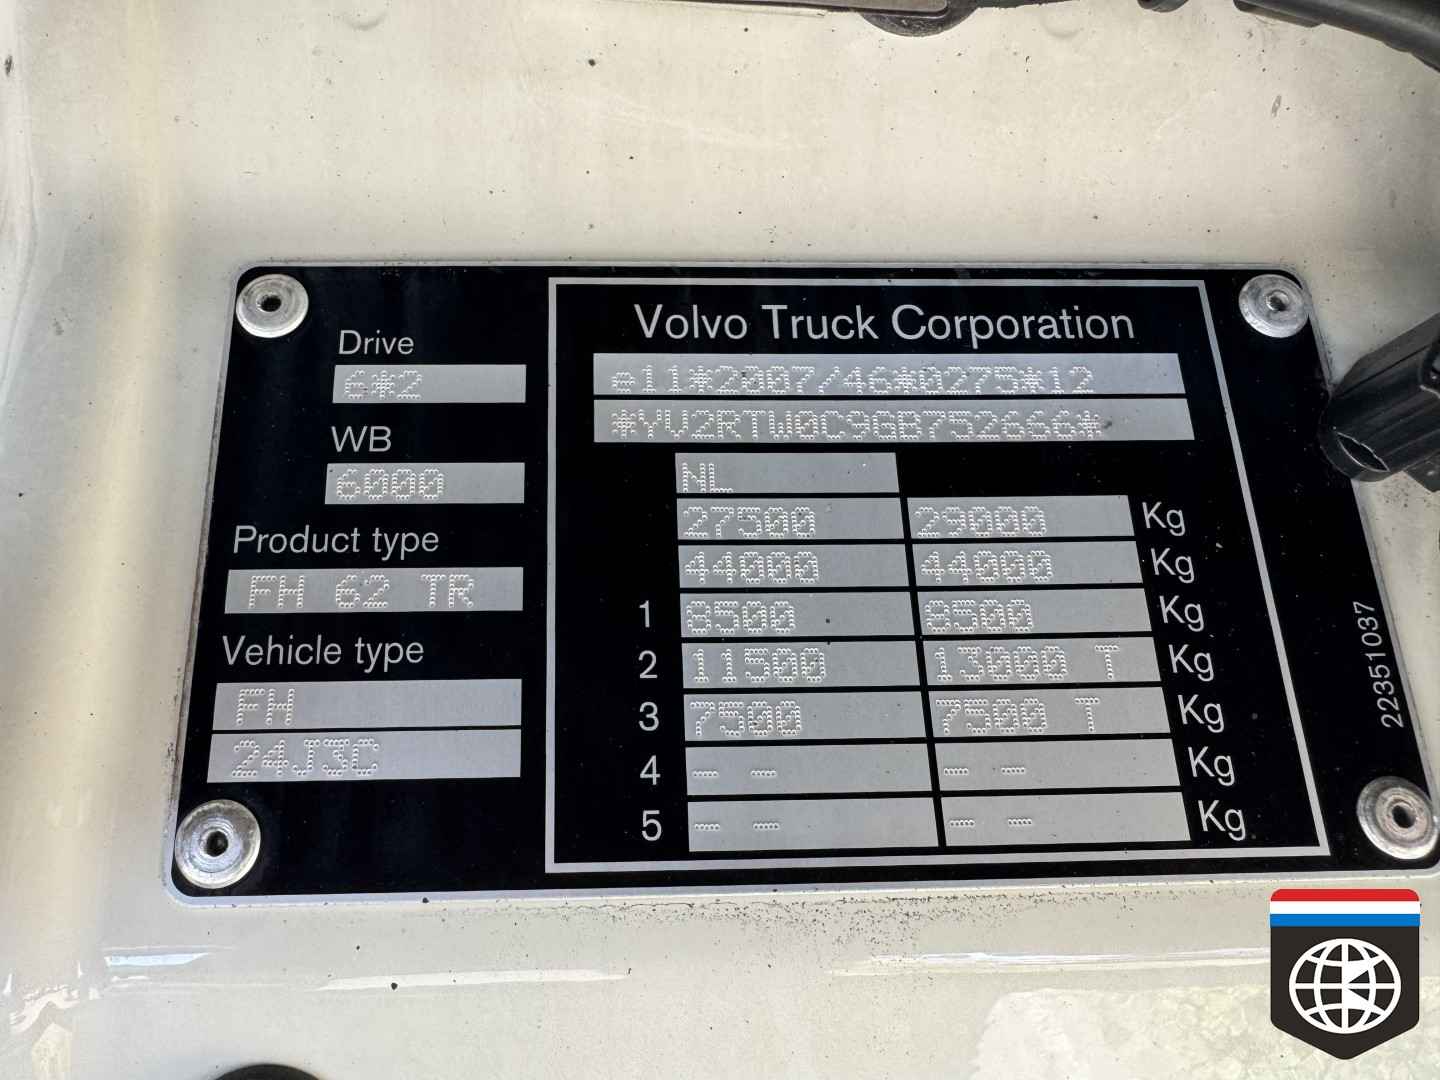 Drive
6*2
WB
6000
Product type
FH 62 TR
Vehicle type
FH
24J3C
Volvo Truck Corporation
e11*2007/46*0275*12
*YV2RTW0C9GB752666*
NL
27500 29000 Kg
44000 44000 Kg
1 8500 8500 Kg
2 11500 13000 T Kg
3 7500 7500 T Kg
4 - - - - Kg
5 - - - - Kg
22351037